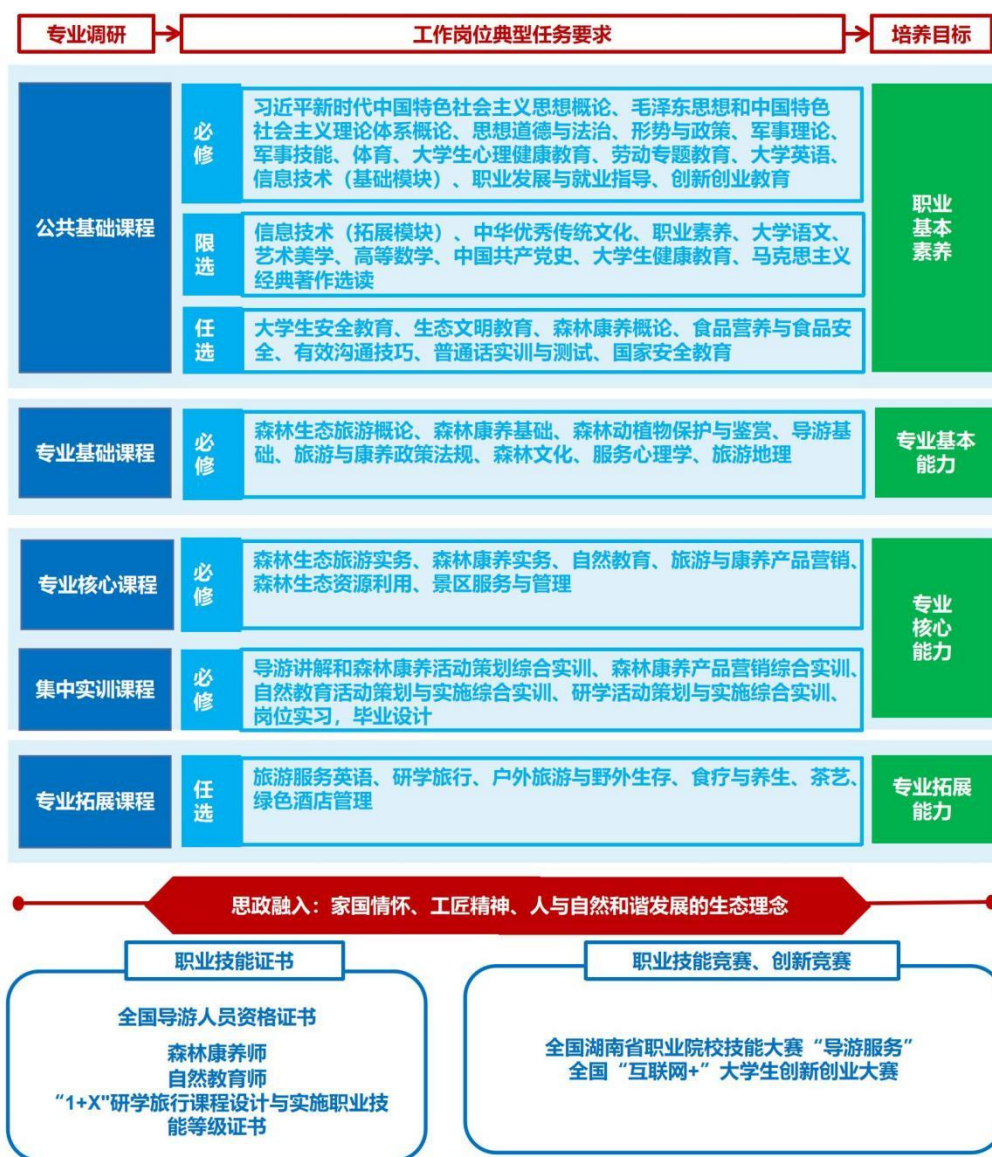 专业调研
工作岗位典型任务要求
培养目标
公共基础课程
必修
习近平新时代中国特色社会主义思想概论、毛泽东思想和中国特色
社会主义理论体系概论、思想道德与法治、形势与政策、军事理论、
军事技能、体育、大学生心理健康教育、劳动专题教育、大学英语、
信息技术（基础模块）、职业发展与就业指导、创新创业教育
限选
信息技术（拓展模块）、中华优秀传统文化、职业素养、大学语文、
艺术美学、高等数学、中国共产党史、大学生健康教育、马克思主义
经典著作选读
任选
大学生安全教育、生态文明教育、森林康养概论、食品营养与食品安
全、有效沟通技巧、普通话实训与测试、国家安全教育
职业
基本
素养
专业基础课程
必修
森林生态旅游概论、森林康养基础、森林动植物保护与鉴赏、导游基
础、旅游与康养政策法规、森林文化、服务心理学、旅游地理
专业基本
能力
专业核心课程
必修
森林生态旅游实务、森林康养实务、自然教育、旅游与康养产品营销、
森林生态资源利用、景区服务与管理
集中实训课程
必修
导游讲解和森林康养活动策划综合实训、森林康养产品营销综合实训、
自然教育活动策划与实施综合实训、研学活动策划与实施综合实训、
岗位实习，毕业设计
专业
核心
能力
专业拓展课程
任选
旅游服务英语、研学旅行、户外旅游与野外生存、食疗与养生、茶艺、
绿色酒店管理
专业拓展
能力
思政融入：家国情怀、工匠精神、人与自然和谐发展的生态理念
职业技能证书
全国导游人员资格证书
森林康养师
自然教育师
“1+X"研学旅行课程设计与实施职业技
能等级证书
职业技能竞赛、创新竞赛
全国湖南省职业院校技能大赛“导游服务”
全国“互联网+”大学生创新创业大赛